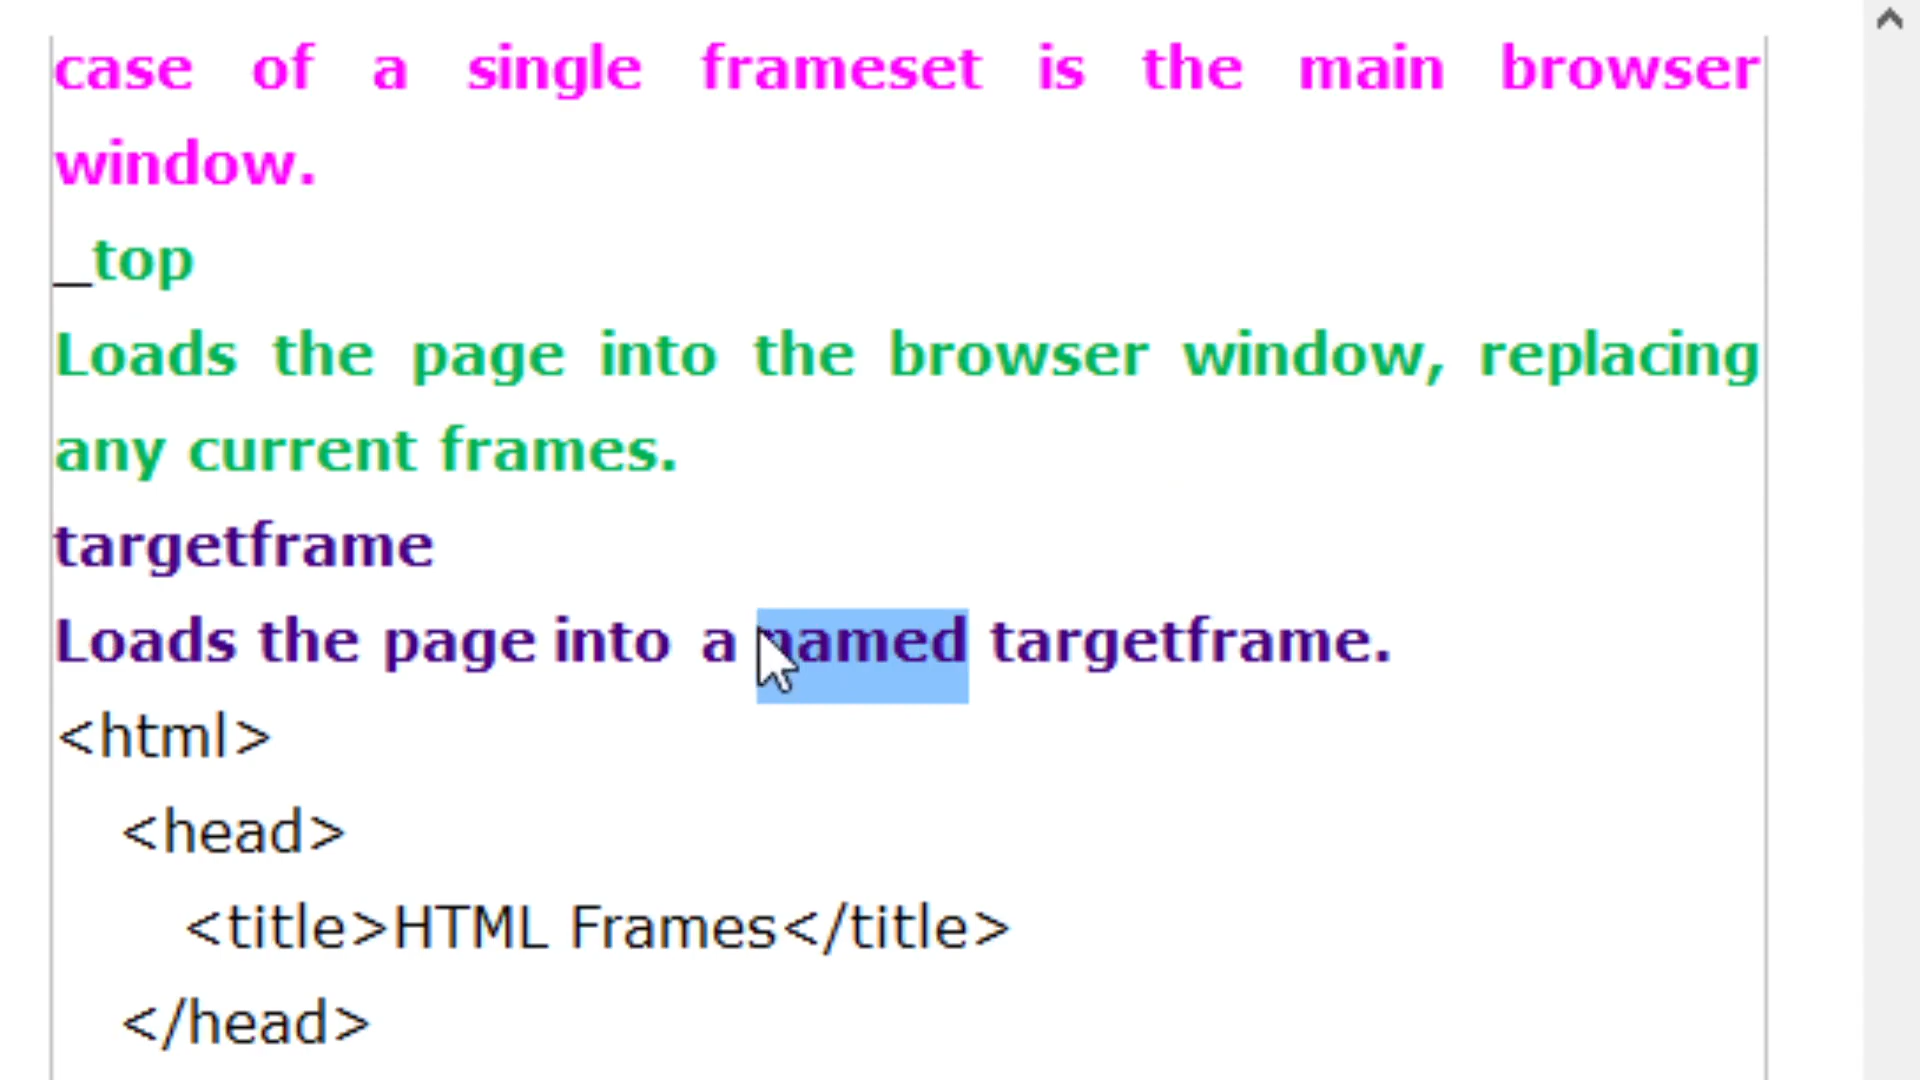 case of a single frameset is the main browser
window.
_top
Loads the page into the browser window, replacing
any current frames.
targetframe
Loads the page into a named targetframe.
<html>
<head>
<title>HTML Frames</title>
</head>